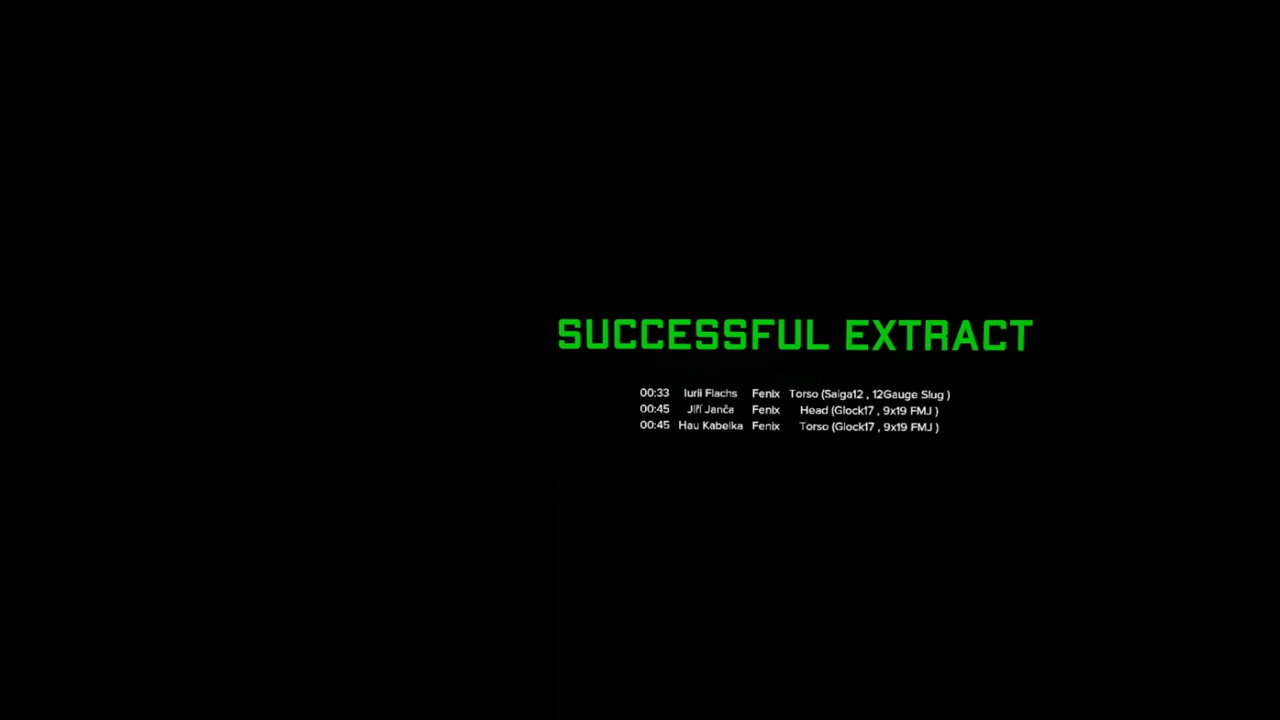 SUCCESSFUL EXTRACT
00:33 Iurii Flachs Fenix Torso (Saiga12 , 12Gauge Slug )
00:45 Jiří Janča Fenix Head (Glock17 , 9x19 FMJ )
00:45 Hau Kabelka Fenix Torso (Glock17 , 9x19 FMJ )